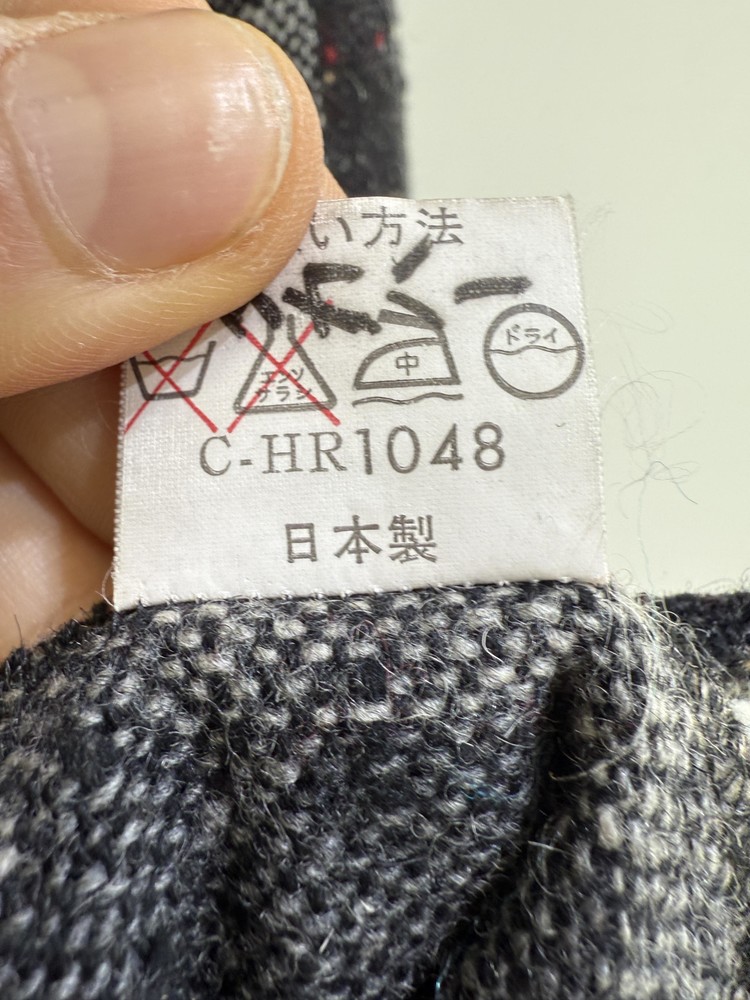 い方法
エンソ
サラシ
中
ドライ
C-HR1048
日本製